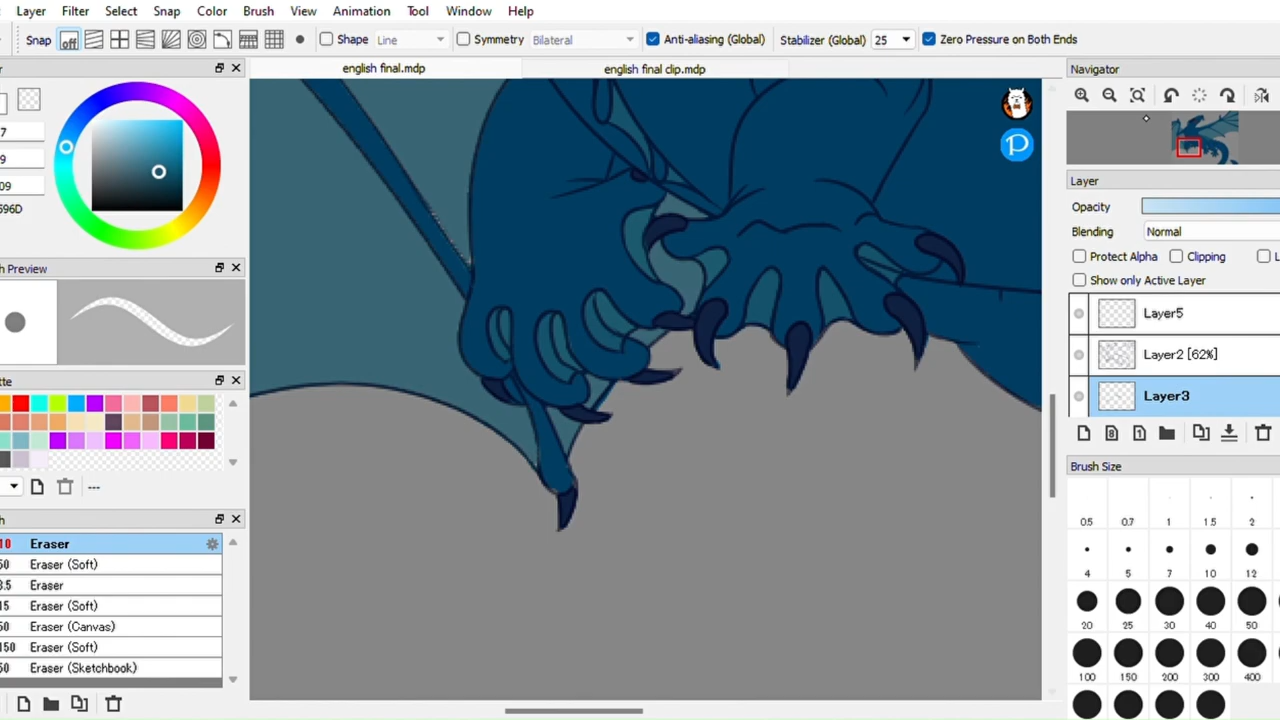 Layer Filter Select Snap Color Brush View Animation Tool Window Help
Snap off Shape Line Symmetry Bilateral Anti-aliasing (Global) Stabilizer (Global) 25 Zero Pressure on Both Ends
english final.mdp english final clip.mdp
Navigator
7
9
09
596D
Layer
Opacity
Blending Normal
Protect Alpha Clipping L
Show only Active Layer
Layer5
Layer2 [62%]
Layer3
Preview
---
10 Eraser
50 Eraser (Soft)
3.5 Eraser
15 Eraser (Soft)
50 Eraser (Canvas)
150 Eraser (Soft)
50 Eraser (Sketchbook)
Brush Size
0.5 0.7 1 1.5 2
4 5 7 10 12
20 25 30 40 50
100 150 200 300 400